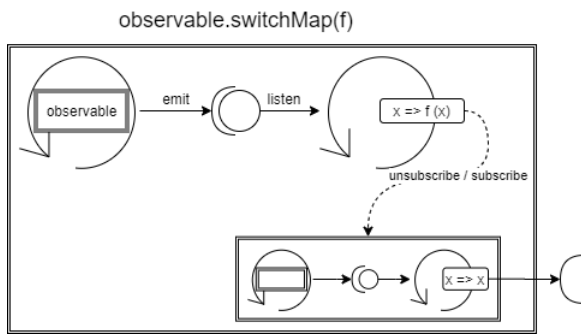 observable.switchMap(f)
observable
emit
listen
x => f (x)
unsubscribe / subscribe
x => x